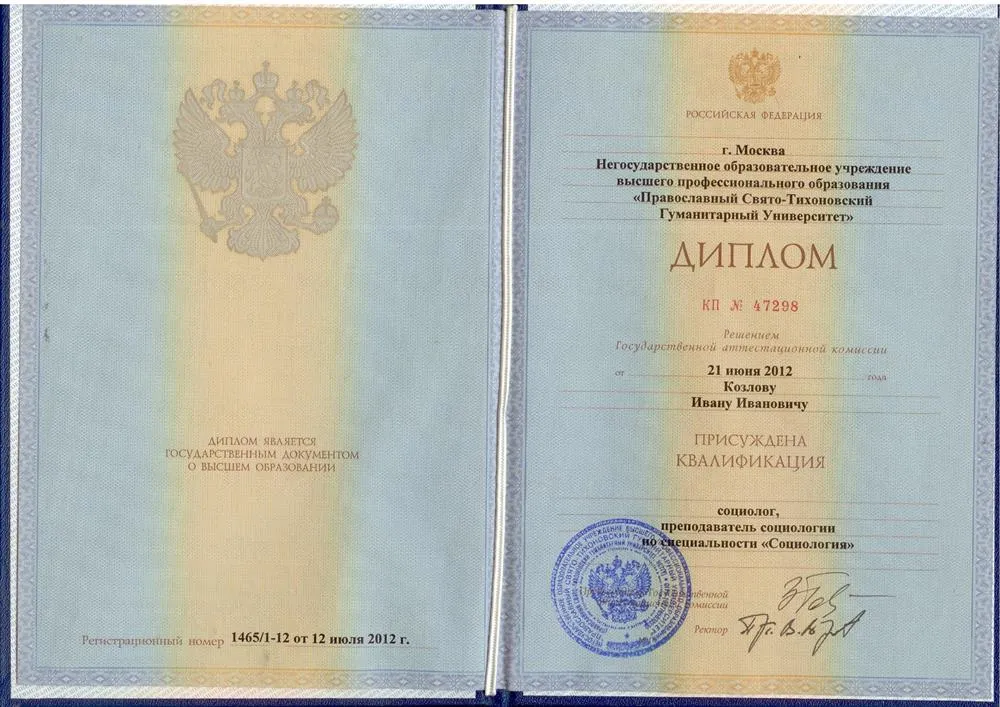 ДИПЛОМ ЯВЛЯЕТСЯ
ГОСУДАРСТВЕННЫМ ДОКУМЕНТОМ
О ВЫСШЕМ ОБРАЗОВАНИИ
Регистрационный номер 1465/1-12 от 12 июля 2012 г.
РОССИЙСКАЯ ФЕДЕРАЦИЯ
г. Москва
Негосударственное образовательное учреждение
высшего профессионального образования
«Православный Свято-Тихоновский
Гуманитарный Университет»
ДИПЛОМ
КП № 47298
Решением
Государственной аттестационной комиссии
от 21 июня 2012 года
Козлову
Ивану Ивановичу
ПРИСУЖДЕНА
КВАЛИФИКАЦИЯ
социолог,
преподаватель социологии
по специальности «Социология»
Ректор